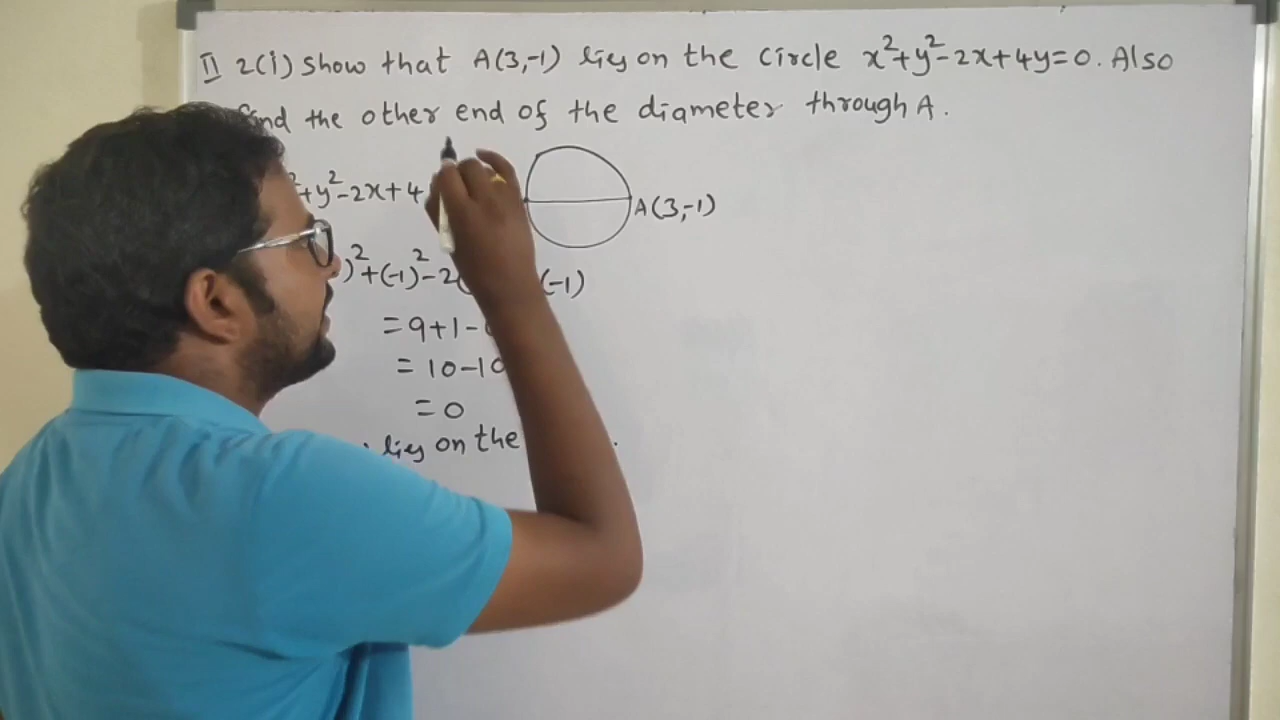 II 2(i) Show that A(3,-1) lies on the circle x²+y²-2x+4y=0. Also
find the other end of the diameter through A.
²+y²-2x+4
A(3,-1)
)²+(-1)²-2( (-1)
=9+1-
= 10-10
= 0
lies on the